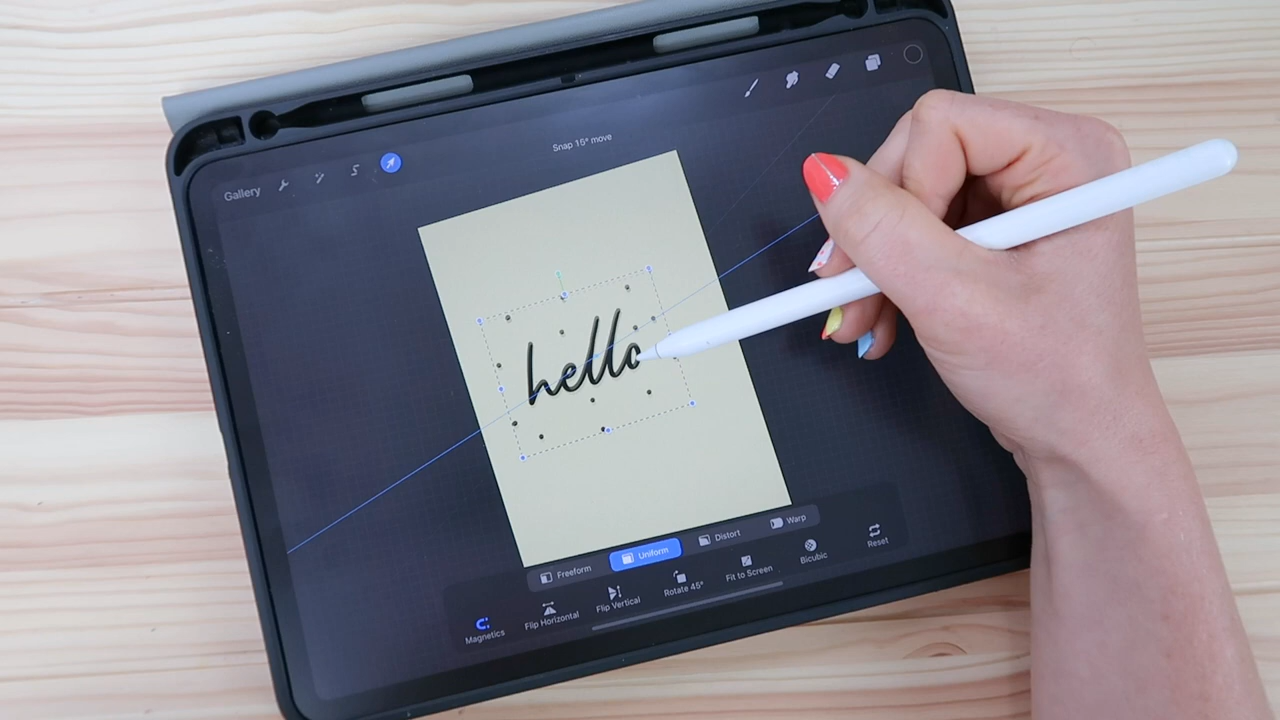 Snap 15° move
Gallery
hello
Freeform Uniform Distort Warp
Magnetics Flip Horizontal Flip Vertical Rotate 45° Fit to Screen Bicubic Reset